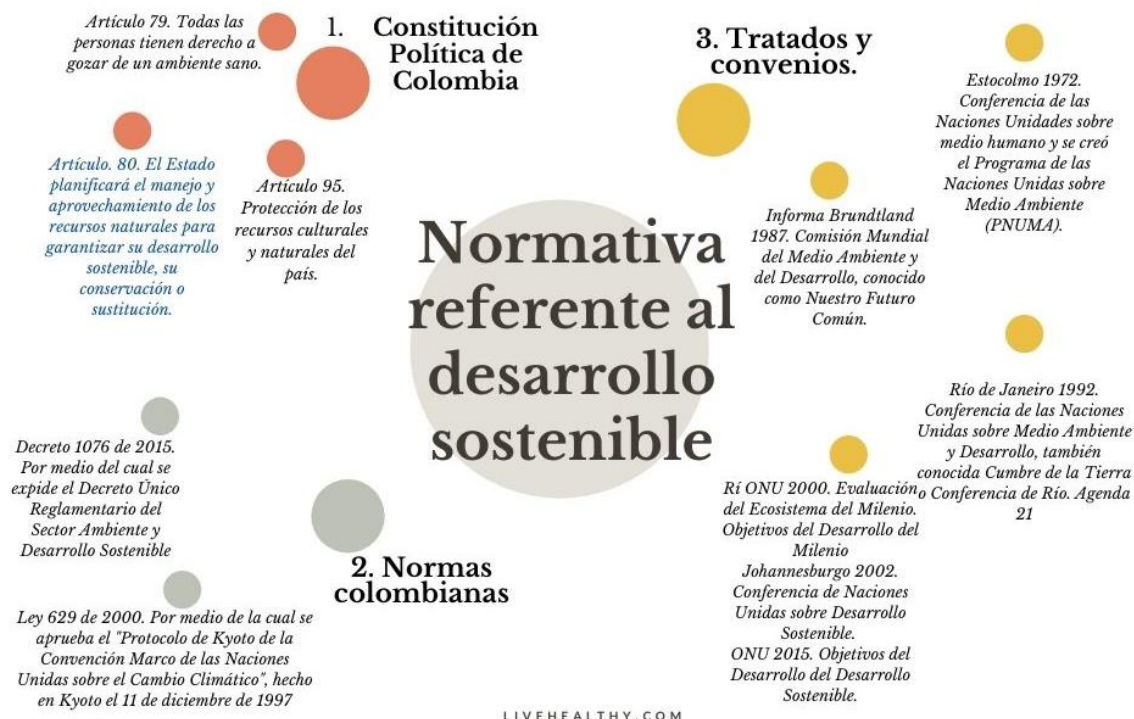 Artículo 79. Todas las
personas tienen derecho a
gozar de un ambiente sano.
1. Constitución
Política de
Colombia
Artículo. 80. El Estado
planificará el manejo y
aprovechamiento de los
recursos naturales para
garantizar su desarrollo
sostenible, su
conservación o
sustitución.
Artículo 95.
Protección de los
recursos culturales
y naturales del
país.
3. Tratados y
convenios.
Estocolmo 1972.
Conferencia de las
Naciones Unidades sobre
medio humano y se creó
el Programa de las
Naciones Unidas sobre
Medio Ambiente
(PNUMA).
Informa Brundtland
1987. Comisión Mundial
del Medio Ambiente y
del Desarrollo, conocido
como Nuestro Futuro
Común.
Normativa
referente al
desarrollo
sostenible
Río de Janeiro 1992.
Conferencia de las Naciones
Unidas sobre Medio Ambiente
y Desarrollo, también
conocida Cumbre de la Tierra
o Conferencia de Río. Agenda
21
Rí ONU 2000. Evaluación
del Ecosistema del Milenio.
Objetivos del Desarrollo del
Milenio
Johannesburgo 2002.
Conferencia de Naciones
Unidas sobre Desarrollo
Sostenible.
ONU 2015. Objetivos del
Desarrollo del Desarrollo
Sostenible.
Decreto 1076 de 2015.
Por medio del cual se
expide el Decreto Único
Reglamentario del
Sector Ambiente y
Desarrollo Sostenible
2. Normas
colombianas
Ley 629 de 2000. Por medio de la cual se
aprueba el "Protocolo de Kyoto de la
Convención Marco de las Naciones
Unidas sobre el Cambio Climático", hecho
en Kyoto el 11 de diciembre de 1997
LIVEHEALTHY.COM